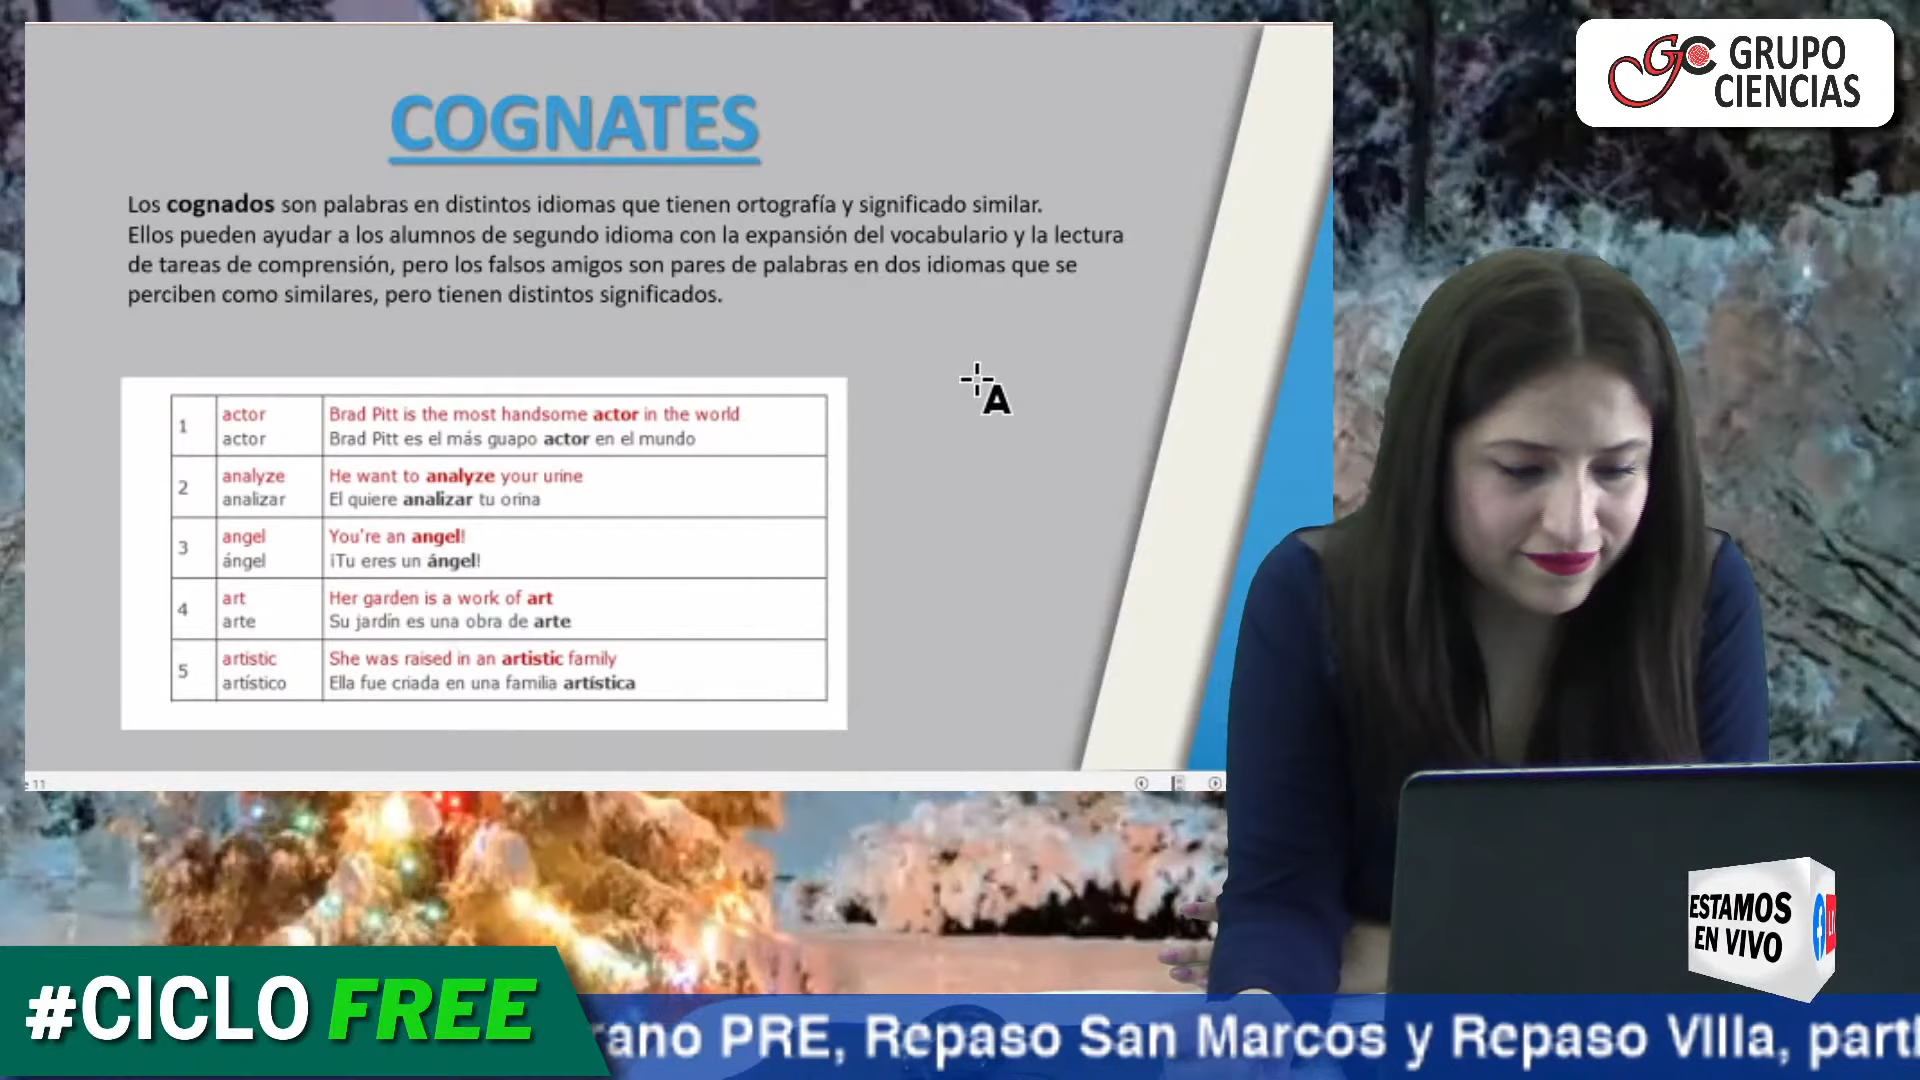 COGNATES
Los cognados son palabras en distintos idiomas que tienen ortografía y significado similar.
Ellos pueden ayudar a los alumnos de segundo idioma con la expansión del vocabulario y la lectura
de tareas de comprensión, pero los falsos amigos son pares de palabras en dos idiomas que se
perciben como similares, pero tienen distintos significados.
1
actor
actor
Brad Pitt is the most handsome actor in the world
Brad Pitt es el más guapo actor en el mundo
2
analyze
analizar
He want to analyze your urine
El quiere analizar tu orina
3
angel
ángel
You're an angel!
¡Tu eres un ángel!
4
art
arte
Her garden is a work of art
Su jardín es una obra de arte
5
artistic
artístico
She was raised in an artistic family
Ella fue criada en una familia artística
A
11
GC GRUPO
CIENCIAS
ESTAMOS
EN VIVO
#CICLO FREE
rano PRE, Repaso San Marcos y Repaso VIlla, part